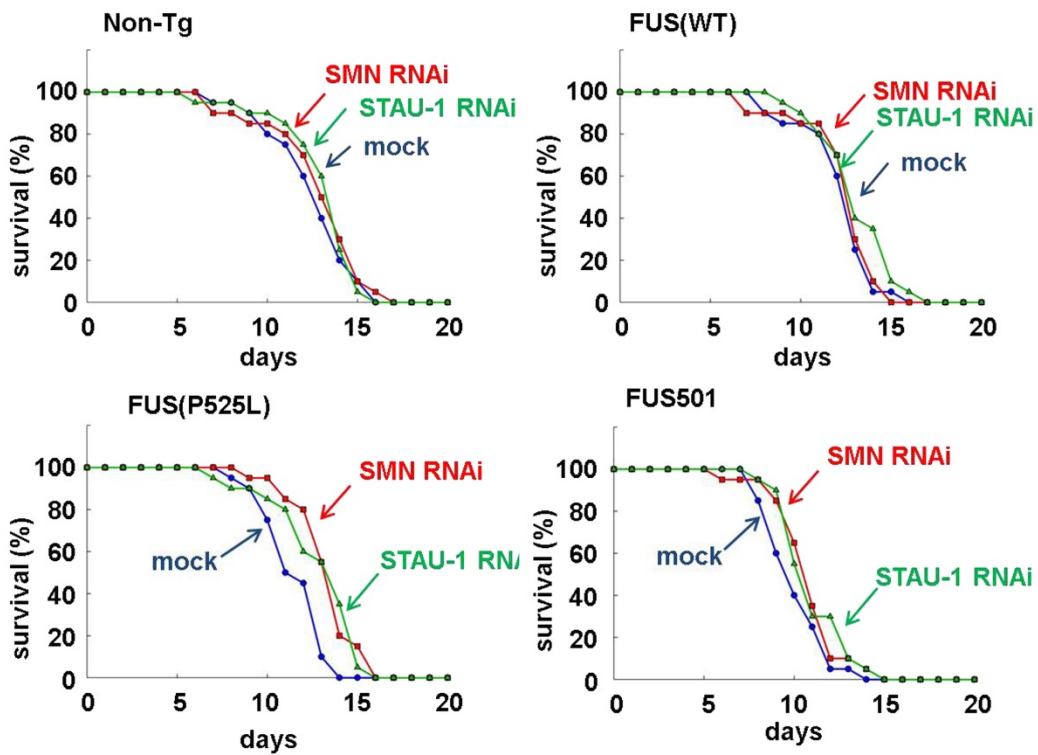 Non-Tg
100
80
60
40
20
0
survival (%)
SMN RNAi
STAU-1 RNAi
mock
0 5 10 15 20
days
FUS(WT)
100
80
60
40
20
0
survival (%)
SMN RNAi
STAU-1 RNAi
mock
0 5 10 15 20
days
FUS(P525L)
100
80
60
40
20
0
survival (%)
SMN RNAi
mock
STAU-1 RN
0 5 10 15 20
days
FUS501
100
80
60
40
20
0
survival (%)
SMN RNAi
mock
STAU-1 RNAi
0 5 10 15 20
days